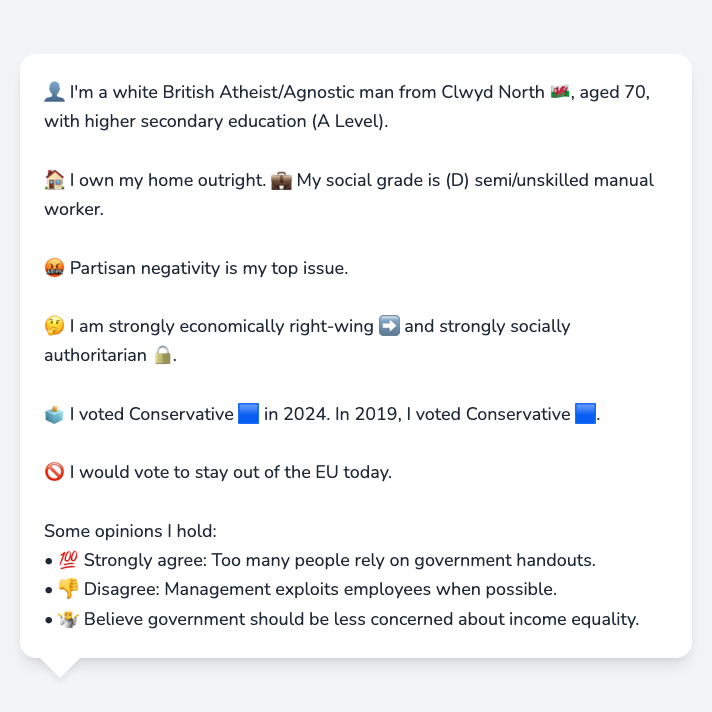 👤 I'm a white British Atheist/Agnostic man from Clwyd North 🏴󠁧󠁢󠁷󠁬󠁳󠁿, aged 70,
with higher secondary education (A Level).
🏠 I own my home outright. 💼 My social grade is (D) semi/unskilled manual
worker.
🤬 Partisan negativity is my top issue.
🤔 I am strongly economically right-wing ➡️ and strongly socially
authoritarian 🔒.
🗳️ I voted Conservative 🟦 in 2024. In 2019, I voted Conservative 🟦.
🚫 I would vote to stay out of the EU today.
Some opinions I hold:
• 💯 Strongly agree: Too many people rely on government handouts.
• 👎 Disagree: Management exploits employees when possible.
• 🤷 Believe government should be less concerned about income equality.